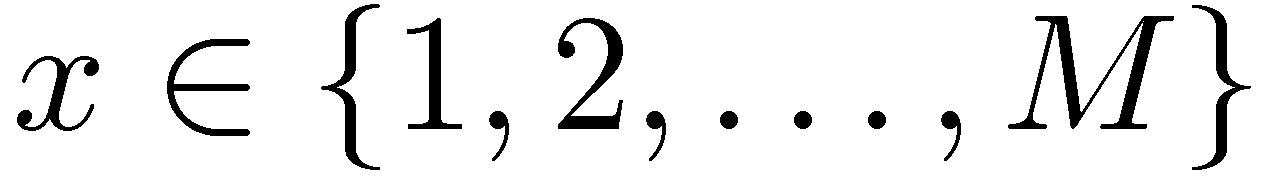 x ∈ {1, 2, . . . , M}